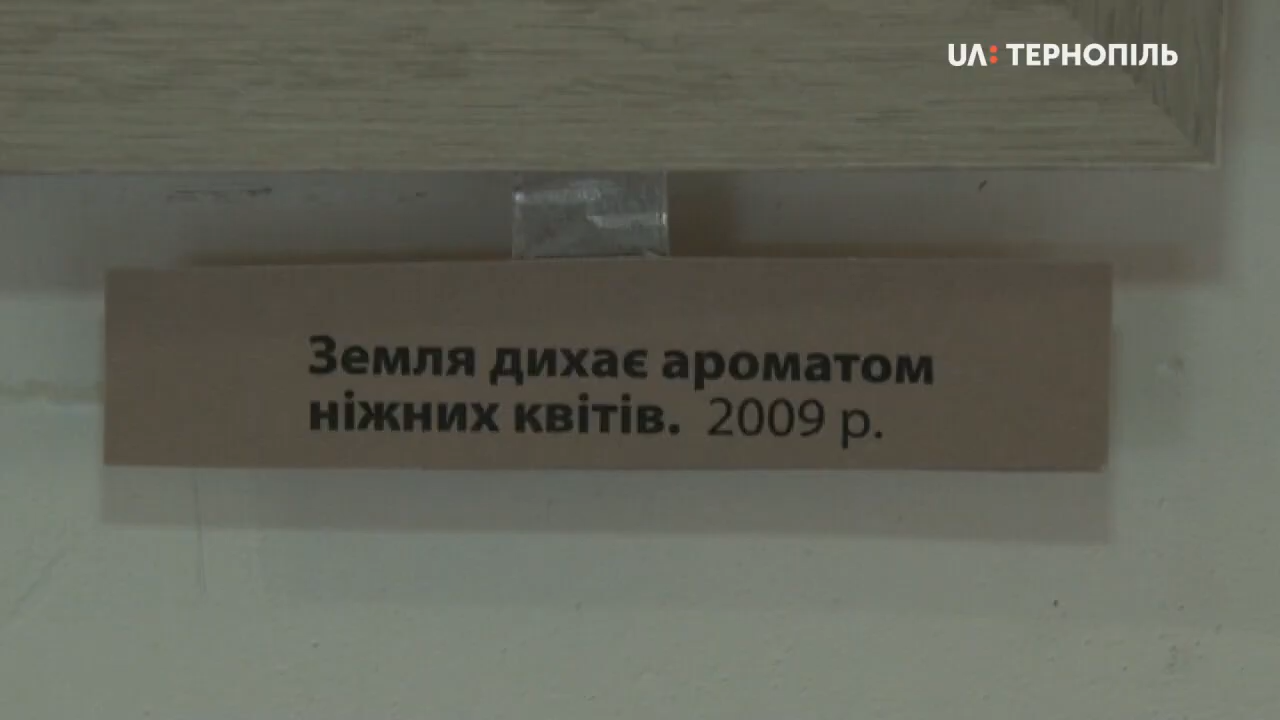 UA: ТЕРНОПІЛЬ
Земля дихає ароматом
ніжних квітів. 2009 р.